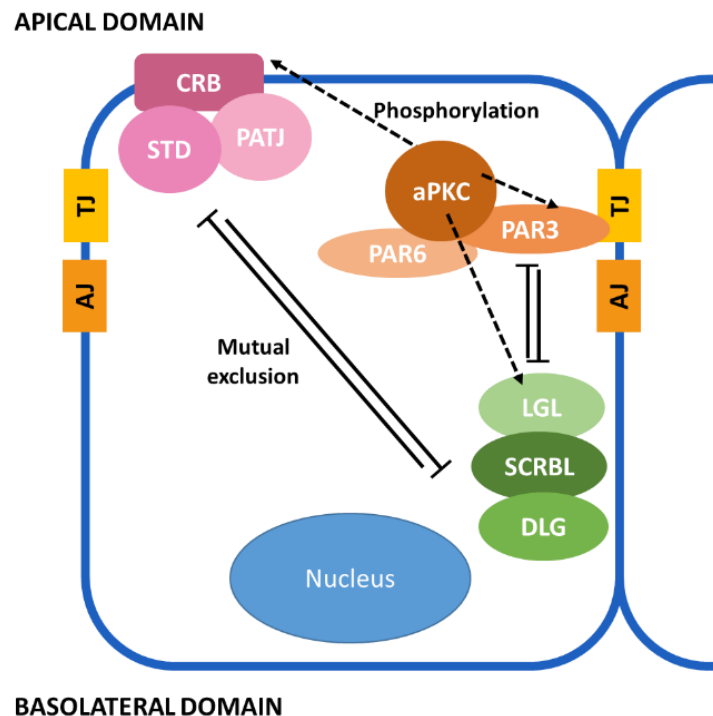 APICAL DOMAIN
CRB
STD
PATJ
Phosphorylation
aPKC
PAR3
PAR6
TJ
TJ
AJ
AJ
Mutual
exclusion
LGL
SCRBL
DLG
Nucleus
BASOLATERAL DOMAIN